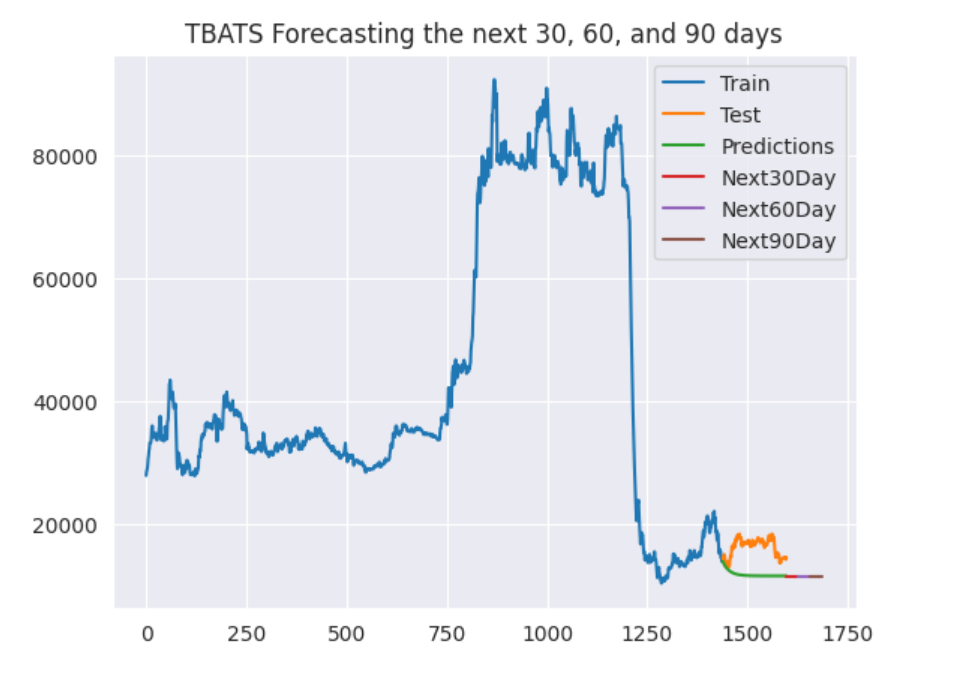 TBATS Forecasting the next 30, 60, and 90 days
Train
Test
Predictions
Next30Day
Next60Day
Next90Day
80000
60000
40000
20000
0 250 500 750 1000 1250 1500 1750